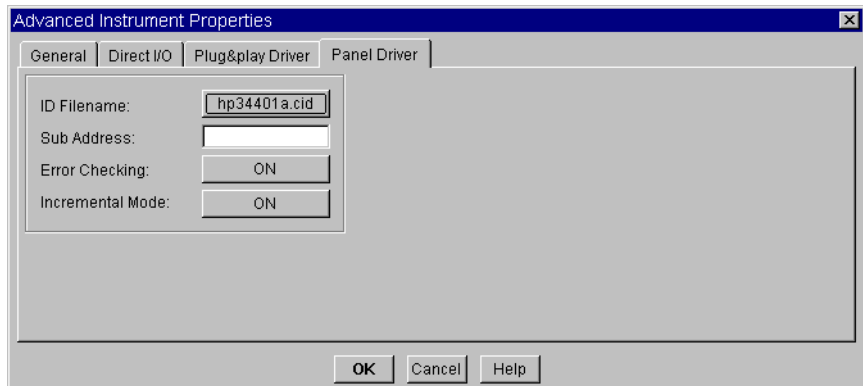 Advanced Instrument Properties
General Direct I/O Plug&play Driver Panel Driver
ID Filename: hp34401a.cid
Sub Address:
Error Checking: ON
Incremental Mode: ON
OK Cancel Help